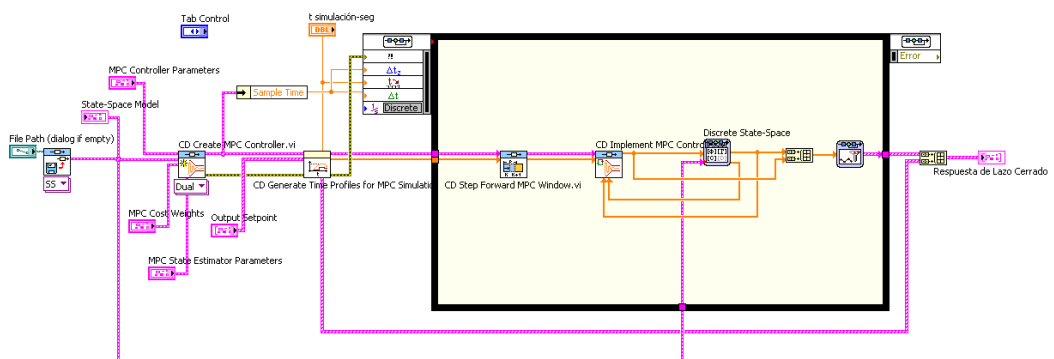 Tab Control
t simulación-seg
DBL
MPC Controller Parameters
State-Space Model
File Path (dialog if empty)
SS
CD Create MPC Controller.vi
Dual
MPC Cost Weights
MPC State Estimator Parameters
Output Setpoint
Sample Time
CD Generate Time Profiles for MPC Simulatio
?!
Δt
Δt
Discrete
Error
CD Step Forward MPC Window.vi
CD Implement MPC Contro
Discrete State-Space
Respuesta de Lazo Cerrado